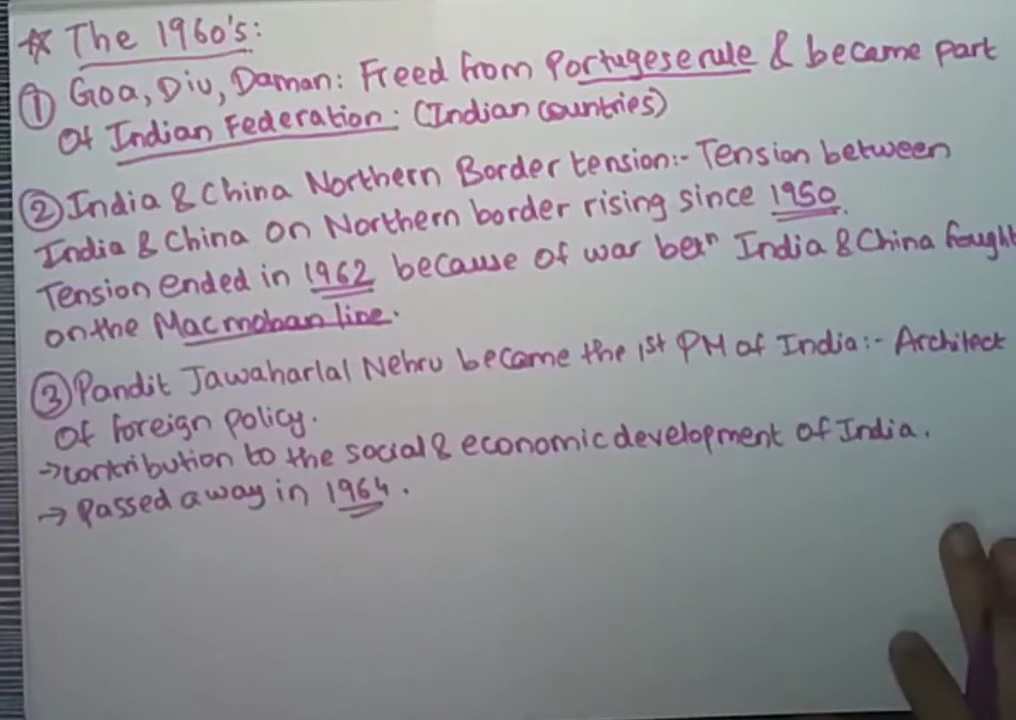 ☆ The 1960's:
① Goa, Diu, Daman: Freed from Portugese rule & became part
Of Indian Federation: (Indian countries)
② India & China Northern Border tension:- Tension between
India & China on Northern border rising since 1950.
Tension ended in 1962 because of war betn India & China fought
on the Macmohan line.
③ Pandit Jawaharlal Nehru became the 1st PM of India:- Architect
Of foreign policy.
→ contribution to the social & economic development of India.
→ Passed away in 1964.